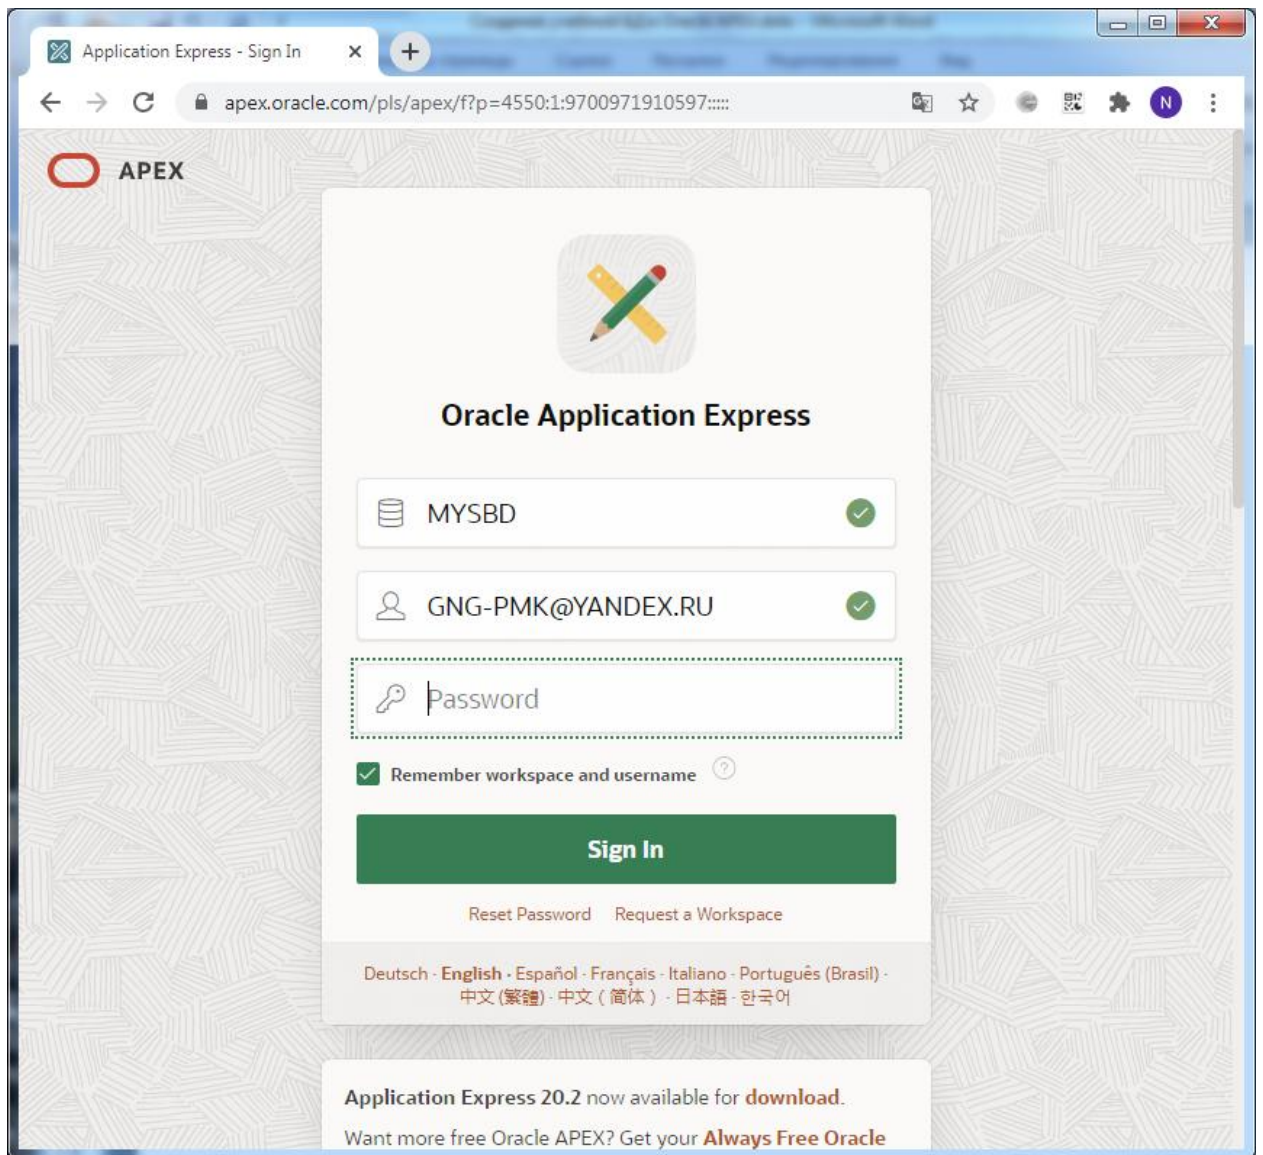 Application Express - Sign In
apex.oracle.com/pls/apex/f?p=4550:1:9700971910597:::::
N
APEX
Oracle Application Express
MYSBD
GNG-PMK@YANDEX.RU
Password
Remember workspace and username ?
Sign In
Reset Password Request a Workspace
Deutsch · English · Español · Français · Italiano · Português (Brasil) ·
中文 (繁體) · 中文 ( 简体 ) · 日本語 · 한국어
Application Express 20.2 now available for download.
Want more free Oracle APEX? Get your Always Free Oracle